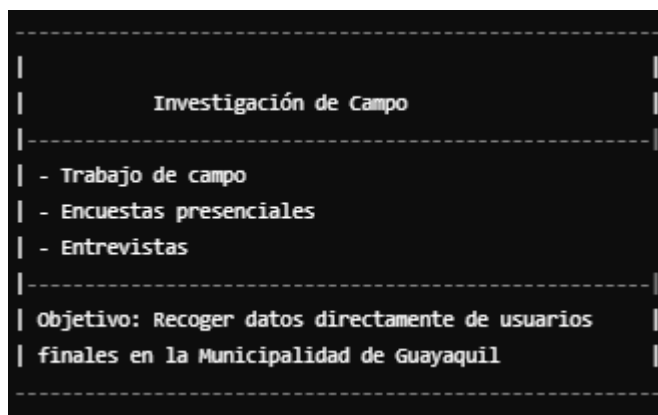 Investigación de Campo
- Trabajo de campo
- Encuestas presenciales
- Entrevistas
Objetivo: Recoger datos directamente de usuarios
finales en la Municipalidad de Guayaquil